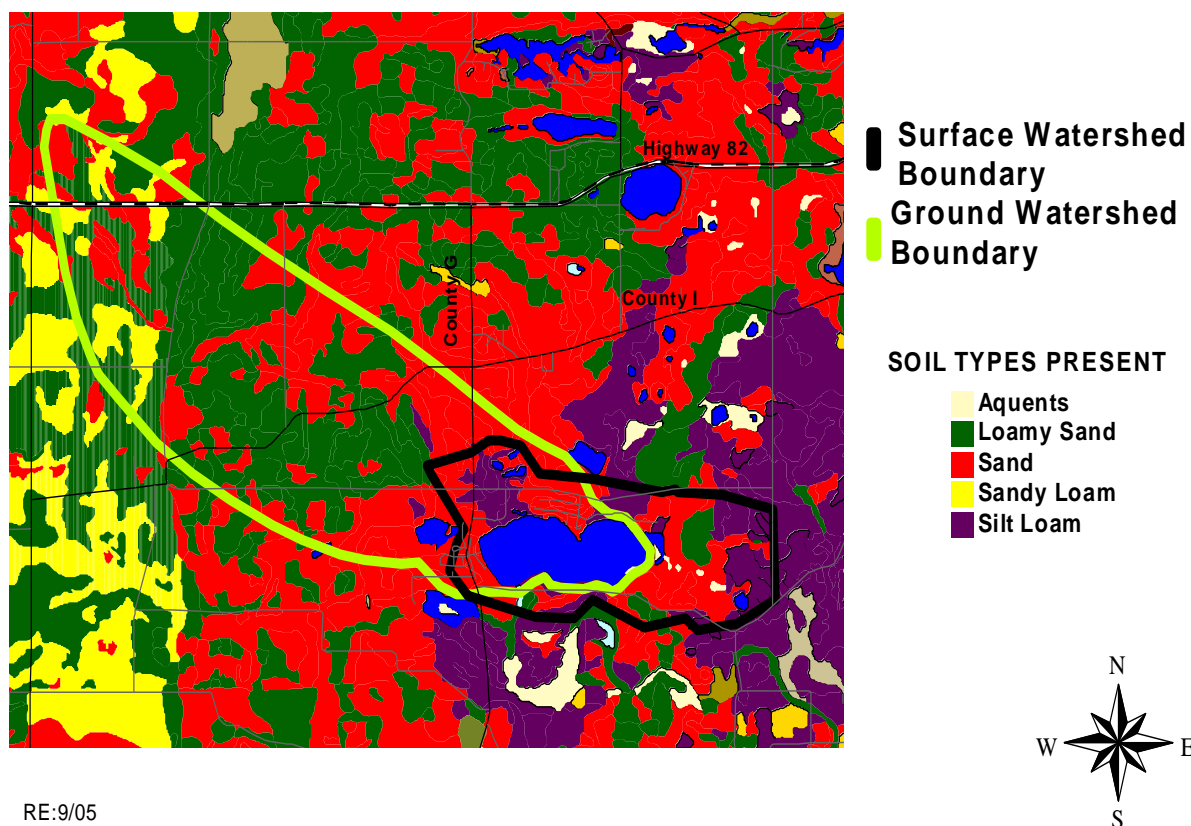 Highway 82
County G
County I
Surface Watershed
Boundary
Ground Watershed
Boundary
SOIL TYPES PRESENT
Aquents
Loamy Sand
Sand
Sandy Loam
Silt Loam
N
W
E
S
RE:9/05